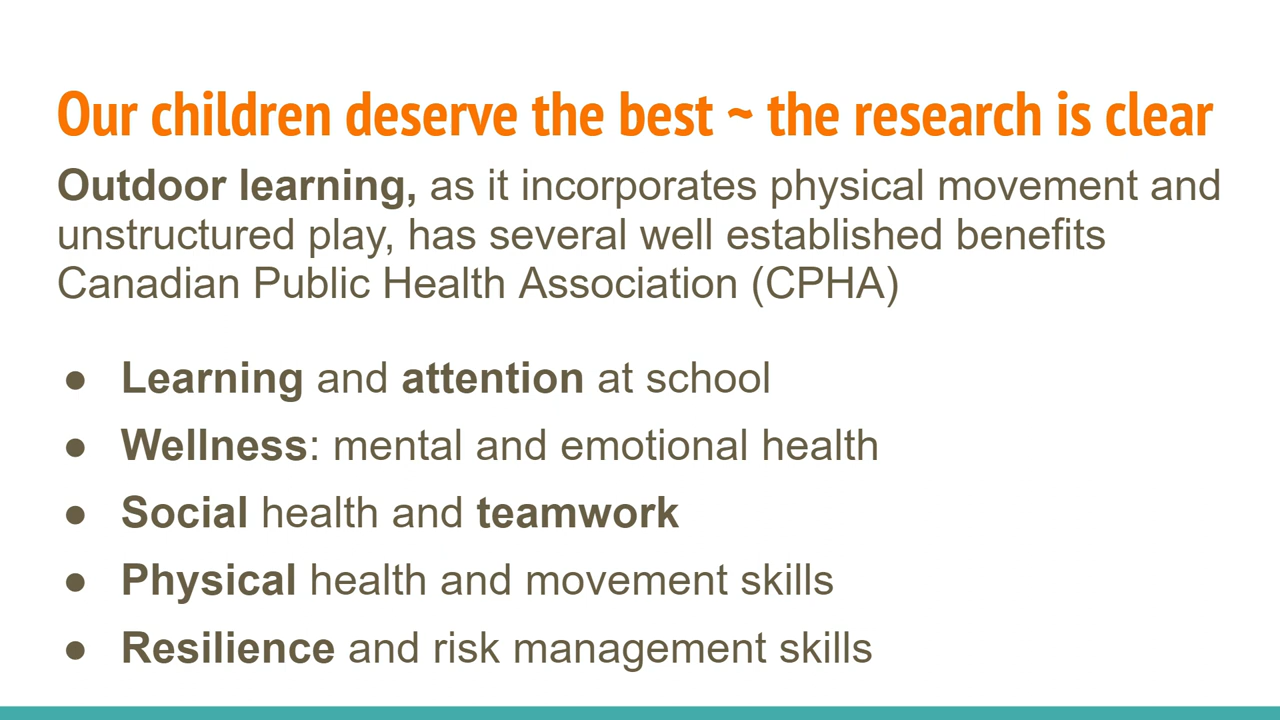 Our children deserve the best ~ the research is clear
Outdoor learning, as it incorporates physical movement and
unstructured play, has several well established benefits
Canadian Public Health Association (CPHA)
● Learning and attention at school
● Wellness: mental and emotional health
● Social health and teamwork
● Physical health and movement skills
● Resilience and risk management skills